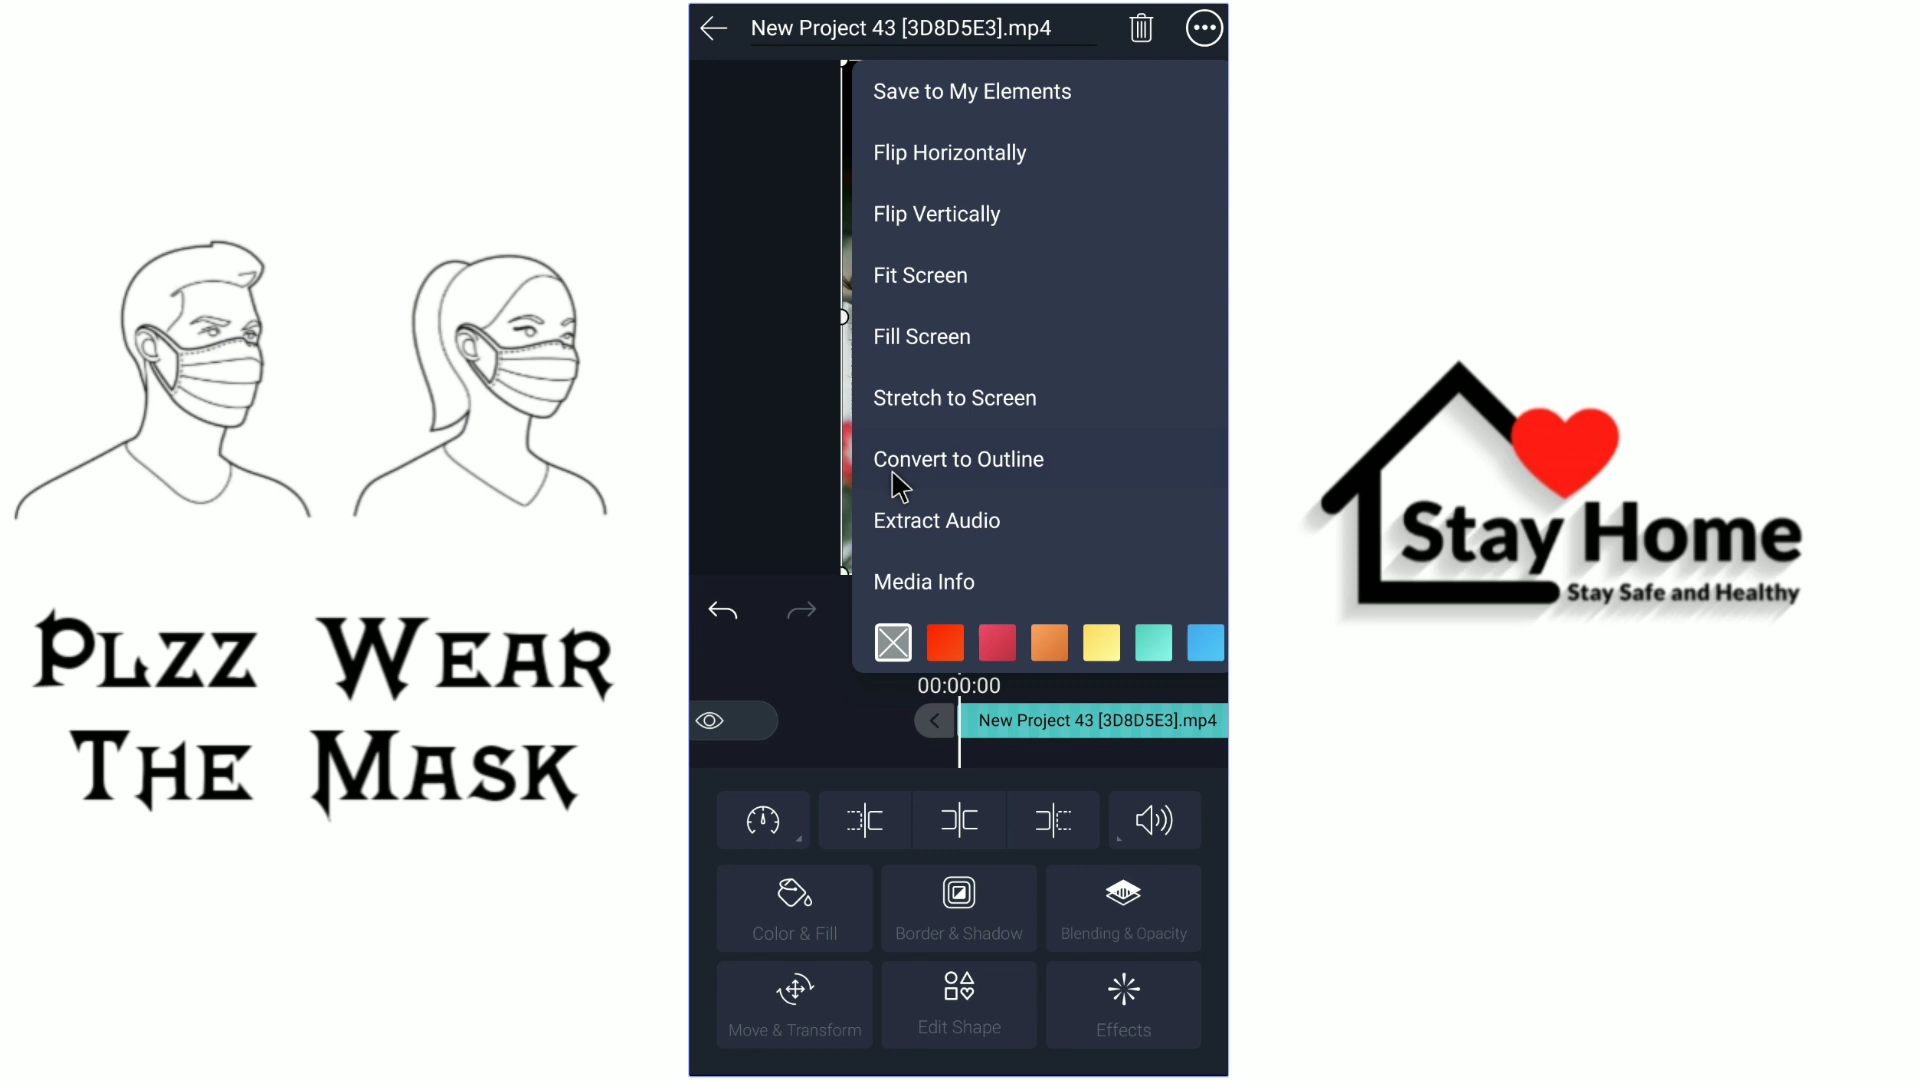 New Project 43 [3D8D5E3].mp4
Save to My Elements
Flip Horizontally
Flip Vertically
Fit Screen
Fill Screen
Stretch to Screen
Convert to Outline
Extract Audio
Media Info
00:00:00
New Project 43 [3D8D5E3].mp4
Color & Fill
Border & Shadow
Blending & Opacity
Move & Transform
Edit Shape
Effects
Plzz Wear
The Mask
Stay Home
Stay Safe and Healthy